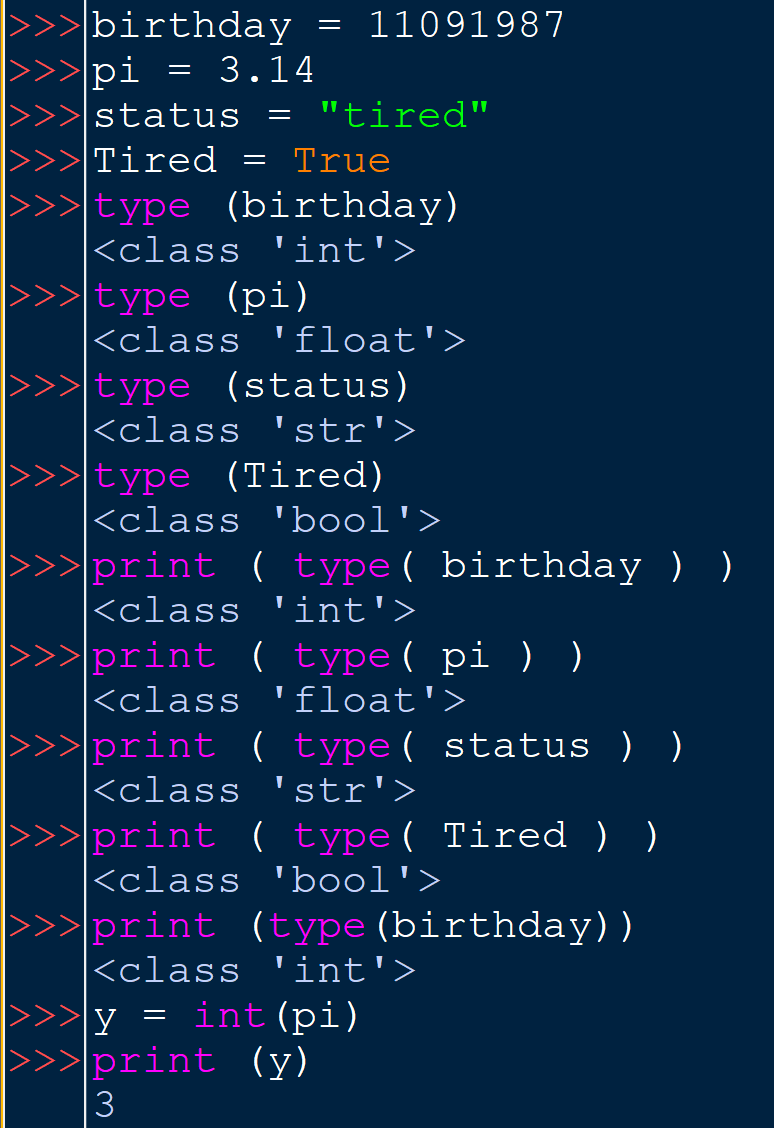 >>> birthday = 11091987
>>> pi = 3.14
>>> status = "tired"
>>> Tired = True
>>> type (birthday)
<class 'int'>
>>> type (pi)
<class 'float'>
>>> type (status)
<class 'str'>
>>> type (Tired)
<class 'bool'>
>>> print ( type( birthday ) )
<class 'int'>
>>> print ( type( pi ) )
<class 'float'>
>>> print ( type( status ) )
<class 'str'>
>>> print ( type( Tired ) )
<class 'bool'>
>>> print (type(birthday))
<class 'int'>
>>> y = int(pi)
>>> print (y)
3